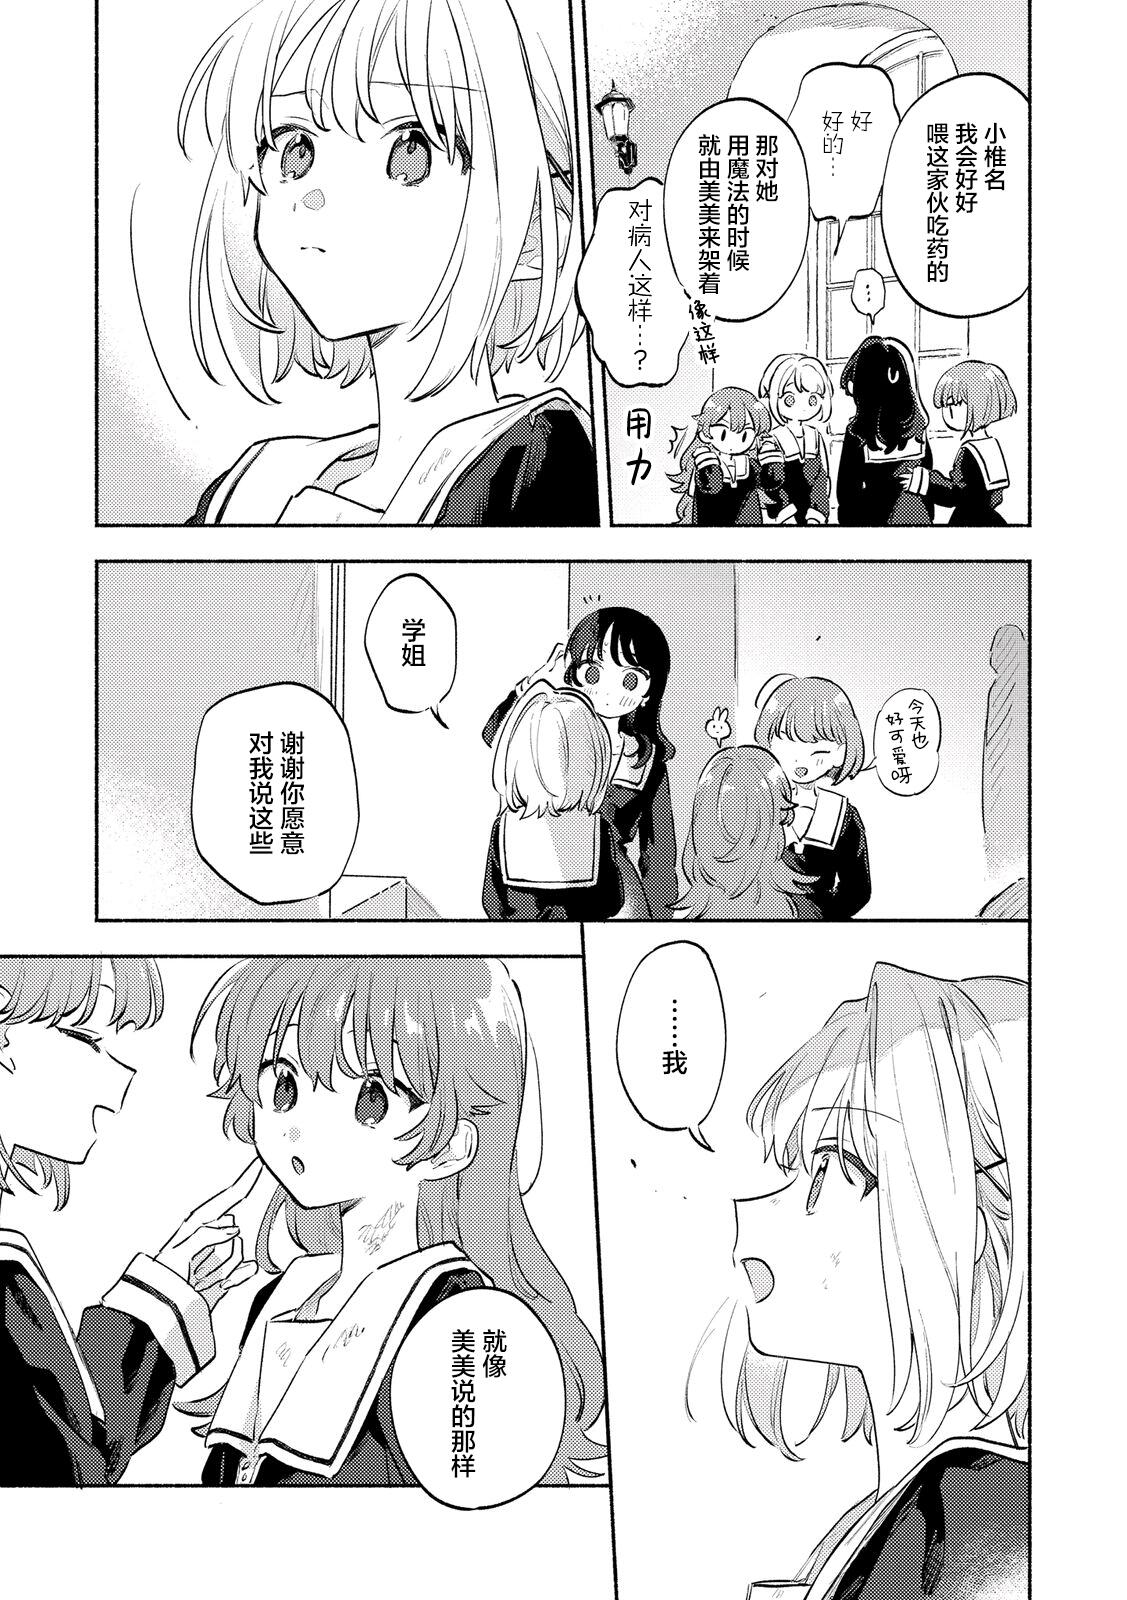 小椎名
我会好好
喂这家伙吃药的
好
好的…
那对她
用魔法的时候
就由美美来架着
像这样
对病人这样…？
…
用力
学姐
今天也
好可爱呀
谢谢你愿意
对我说这些
……我
就像
美美说的那样